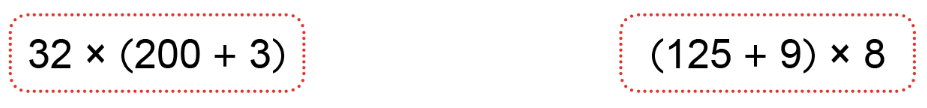 32 × (200 + 3)
(125 + 9) × 8